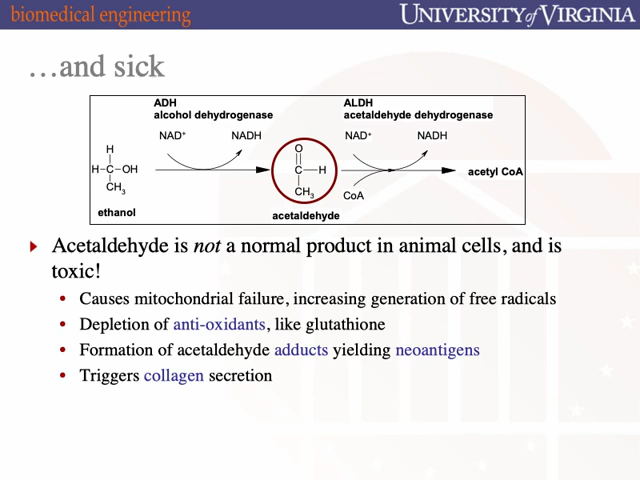 biomedical engineering
UNIVERSITY of VIRGINIA
…and sick
ADH
alcohol dehydrogenase
ALDH
acetaldehyde dehydrogenase
NAD+ NADH NAD+ NADH
H O
H-C-OH C-H
CH3 CH3 CoA
acetyl CoA
ethanol acetaldehyde
Acetaldehyde is not a normal product in animal cells, and is
toxic!
• Causes mitochondrial failure, increasing generation of free radicals
• Depletion of anti-oxidants, like glutathione
• Formation of acetaldehyde adducts yielding neoantigens
• Triggers collagen secretion